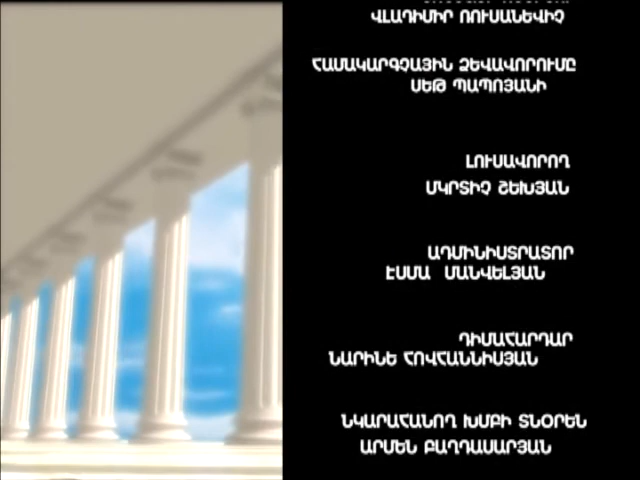 ՎԼԱԴԻՄԻՐ ՌՈՒՍԱՆԵՎԻՉ
ՀԱՄԱԿԱՐԳՉԱՅԻՆ ՁԵՎԱՎՈՐՈՒՄԸ
ՍԵԹ ՊԱՊՈՅԱՆԻ
ԼՈՒՍԱՎՈՐՈՂ
ՄԿՐՏԻՉ ՇԵԽՅԱՆ
ԱԴՄԻՆԻՍՏՐԱՏՈՐ
ԷՍՄԱ ՄԱՆՎԵԼՅԱՆ
ԴԻՄԱՀԱՐԴԱՐ
ՆԱՐԻՆԵ ՀՈՎՀԱՆՆԻՍՅԱՆ
ՆԿԱՐԱՀԱՆՈՂ ԽՄԲԻ ՏՆՕՐԵՆ
ԱՐՄԵՆ ԲԱՂԴԱՍԱՐՅԱՆ